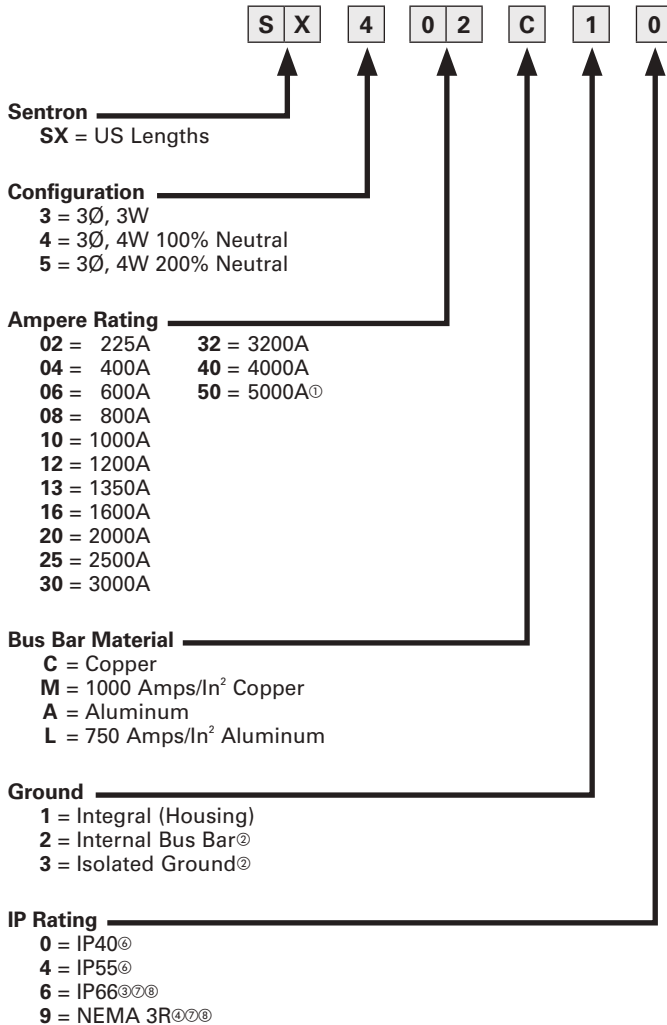 S X 4 0 2 C 1 0
Sentron
SX = US Lengths
Configuration
3 = 3Ø, 3W
4 = 3Ø, 4W 100% Neutral
5 = 3Ø, 4W 200% Neutral
Ampere Rating
02 = 225A 32 = 3200A
04 = 400A 40 = 4000A
06 = 600A 50 = 5000A①
08 = 800A
10 = 1000A
12 = 1200A
13 = 1350A
16 = 1600A
20 = 2000A
25 = 2500A
30 = 3000A
Bus Bar Material
C = Copper
M = 1000 Amps/In² Copper
A = Aluminum
L = 750 Amps/In² Aluminum
Ground
1 = Integral (Housing)
2 = Internal Bus Bar②
3 = Isolated Ground②
IP Rating
0 = IP40⑥
4 = IP55⑥
6 = IP66③⑦⑧
9 = NEMA 3R④⑦⑧